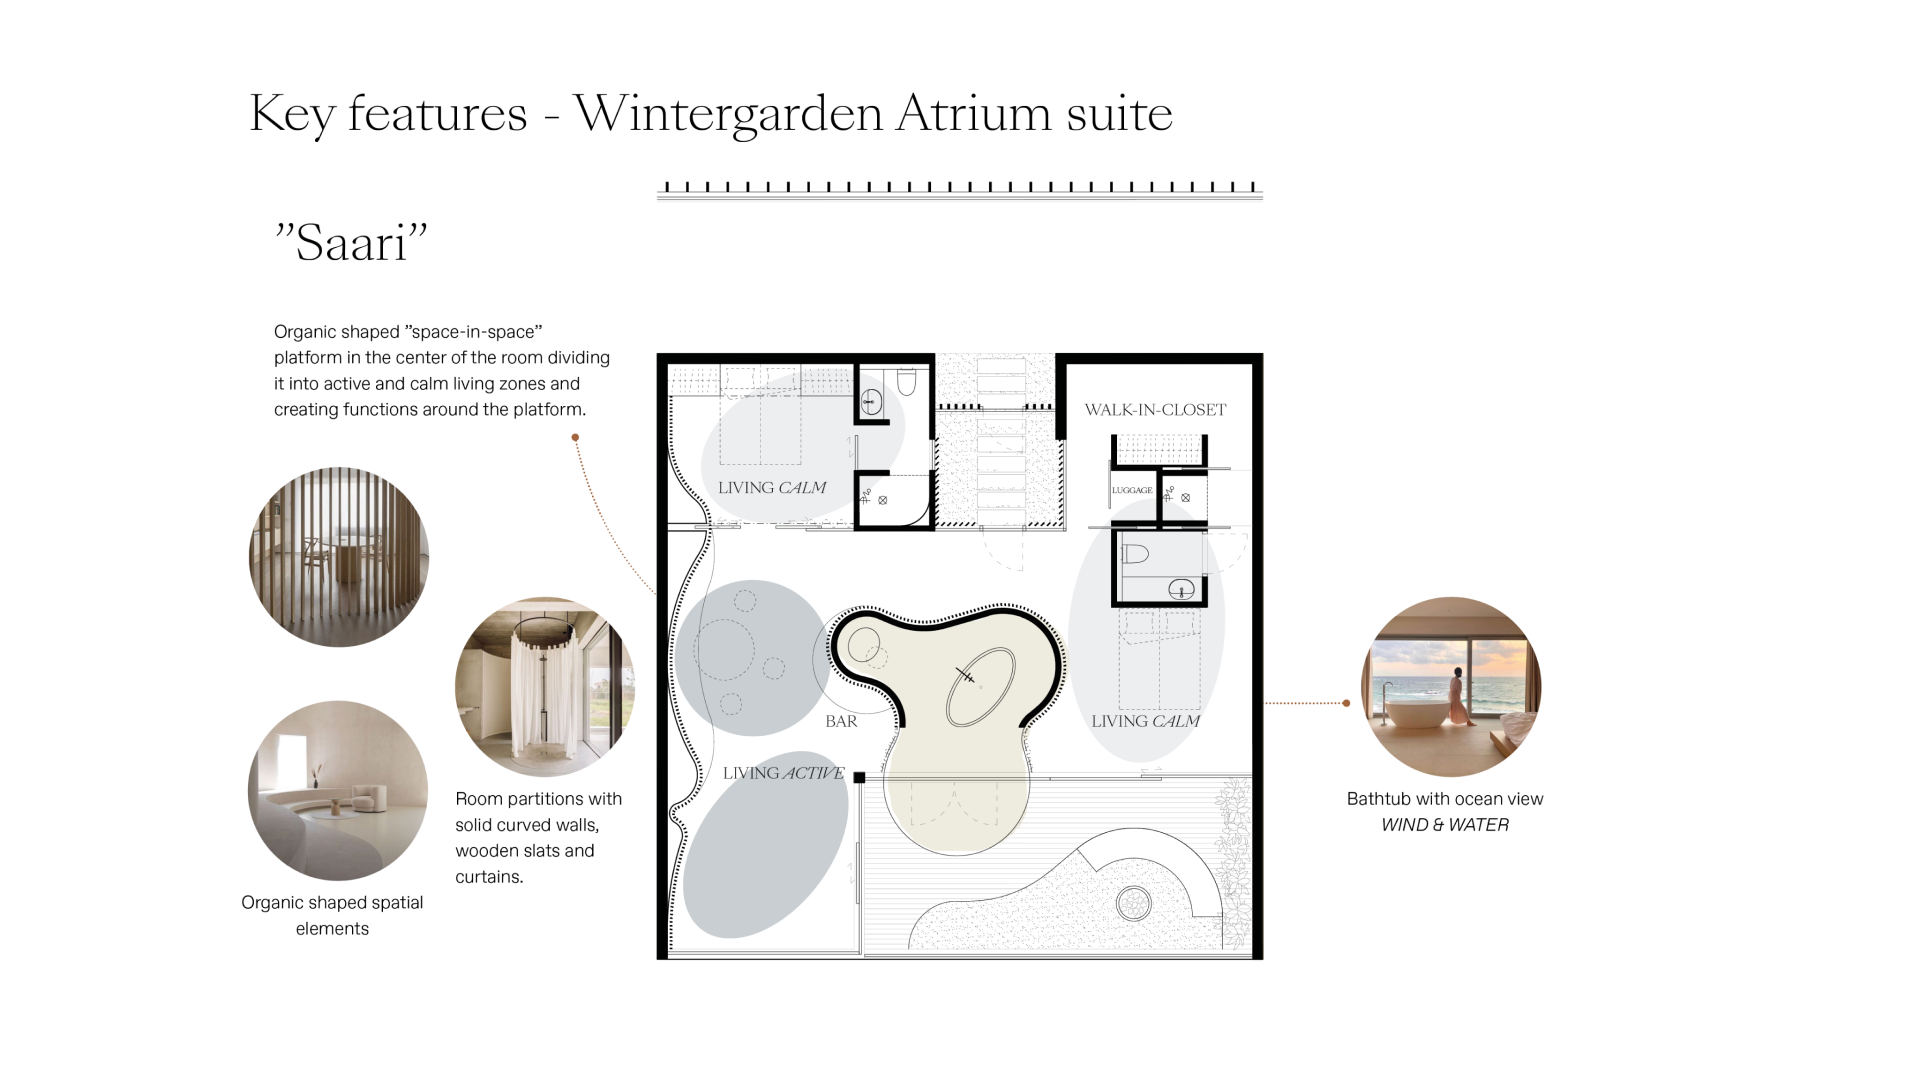 Key features - Wintergarden Atrium suite
”Saari”
Organic shaped ”space-in-space”
platform in the center of the room dividing
it into active and calm living zones and
creating functions around the platform.
WALK-IN-CLOSET
LIVING CALM
LUGGAGE
BAR
LIVING CALM
LIVING ACTIVE
Room partitions with
solid curved walls,
wooden slats and
curtains.
Bathtub with ocean view
WIND & WATER
Organic shaped spatial
elements